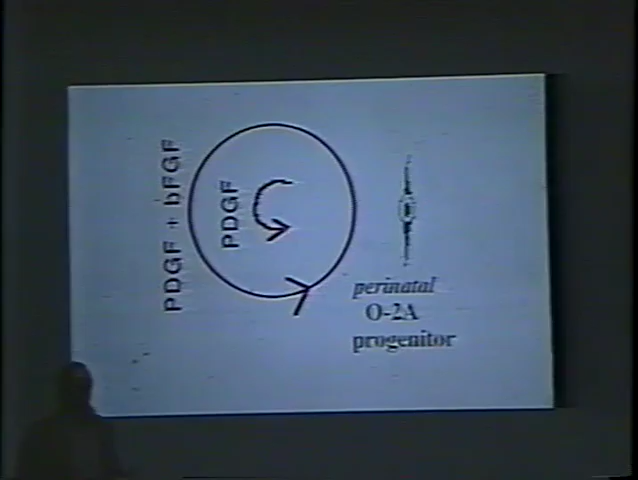 PDGF + bFGF
PDGF
perinatal
O-2A
progenitor